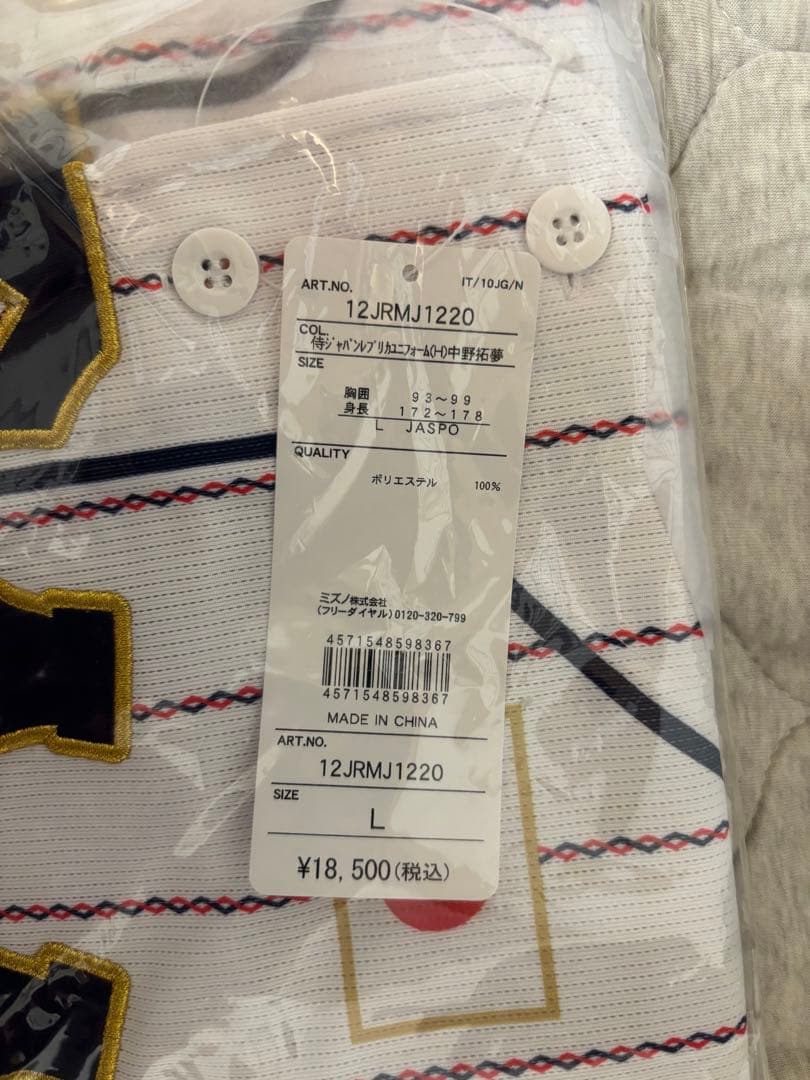 ART.NO.
IT/10JG/N
12JRMJ1220
COL.
侍ｼﾞｬﾊﾟﾝﾚﾌﾟﾘｶﾕﾆﾌｫｰﾑ(H)中野拓夢
SIZE
胸囲 93～99
身長 172～178
L JASPO
QUALITY
ポリエステル 100%
ミズノ株式会社
(フリーダイヤル)0120-320-799
4571548598367
4571548598367
MADE IN CHINA
ART.NO.
12JRMJ1220
SIZE
L
¥18,500(税込)